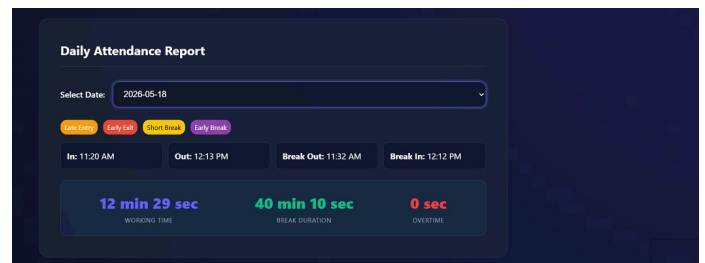 Daily Attendance Report
Select Date: 2026-05-18
Late Entry Early Exit Short Break Early Break
In: 11:20 AM Out: 12:13 PM Break Out: 11:32 AM Break In: 12:12 PM
12 min 29 sec 40 min 10 sec 0 sec
WORKING TIME BREAK DURATION OVERTIME